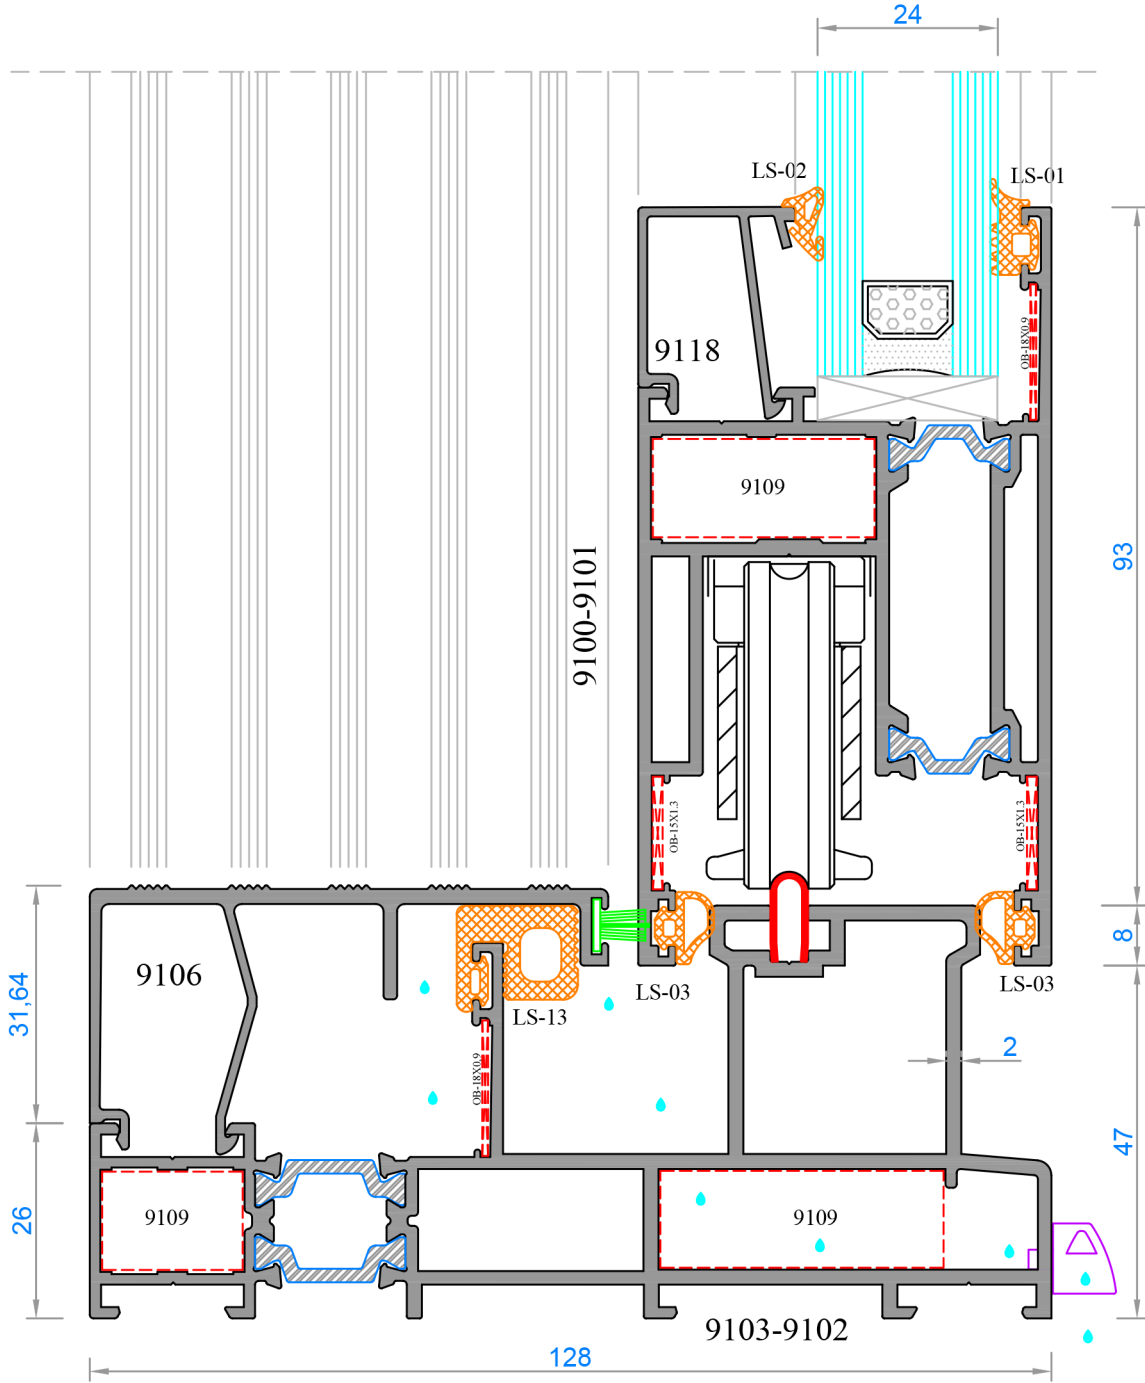 24
LS-02
LS-01
OB-18X0.9
9118
9109
93
9100-9101
OB-15X1.3
OB-15X1.3
8
9106
LS-03
LS-03
31,64
LS-13
2
OB-18X0.9
47
26
9109
9109
9103-9102
128